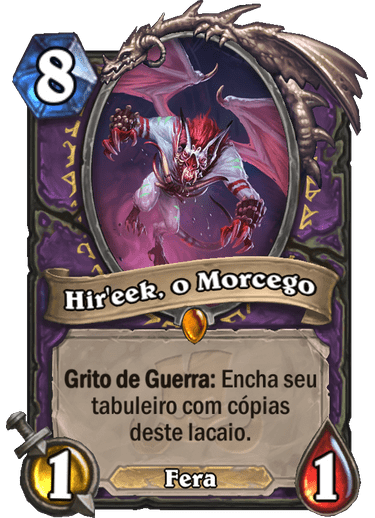 8
Hir'eek, o Morcego
Grito de Guerra: Encha seu
tabuleiro com cópias
deste lacaio.
1
Fera
1